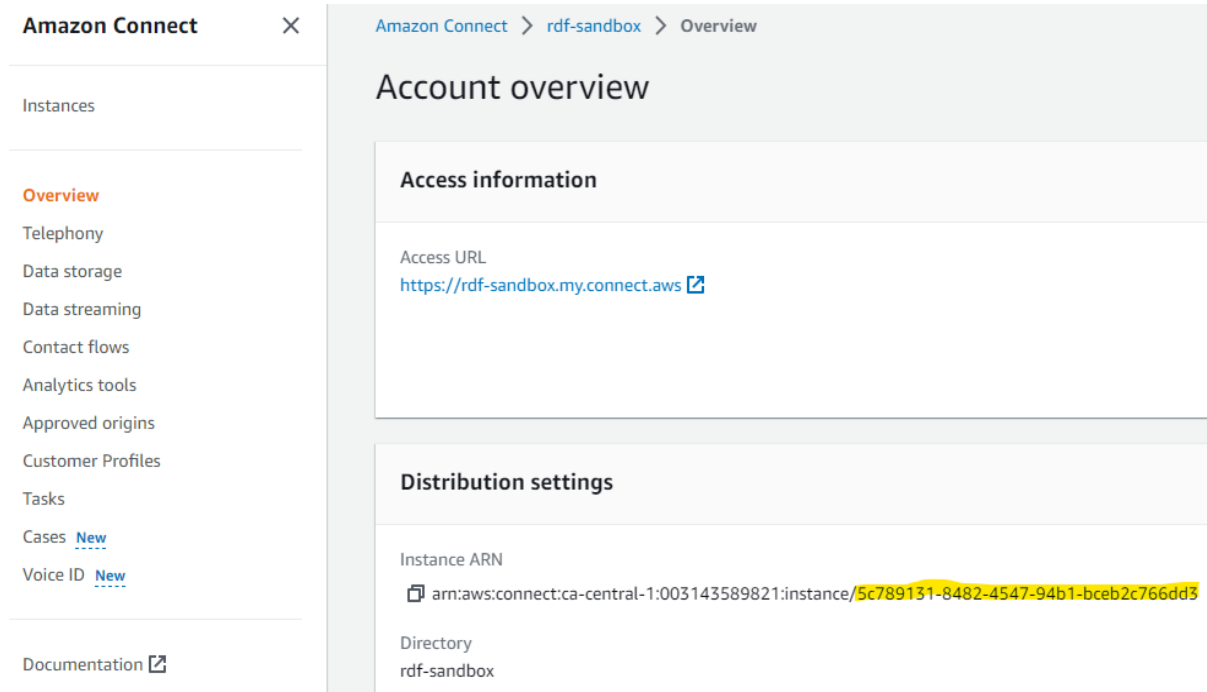 Amazon Connect
Instances
Overview
Telephony
Data storage
Data streaming
Contact flows
Analytics tools
Approved origins
Customer Profiles
Tasks
Cases New
Voice ID New
Documentation
Amazon Connect > rdf-sandbox > Overview
Account overview
Access information
Access URL
https://rdf-sandbox.my.connect.aws
Distribution settings
Instance ARN
arn:aws:connect:ca-central-1:003143589821:instance/5c789131-8482-4547-94b1-bceb2c766dd3
Directory
rdf-sandbox